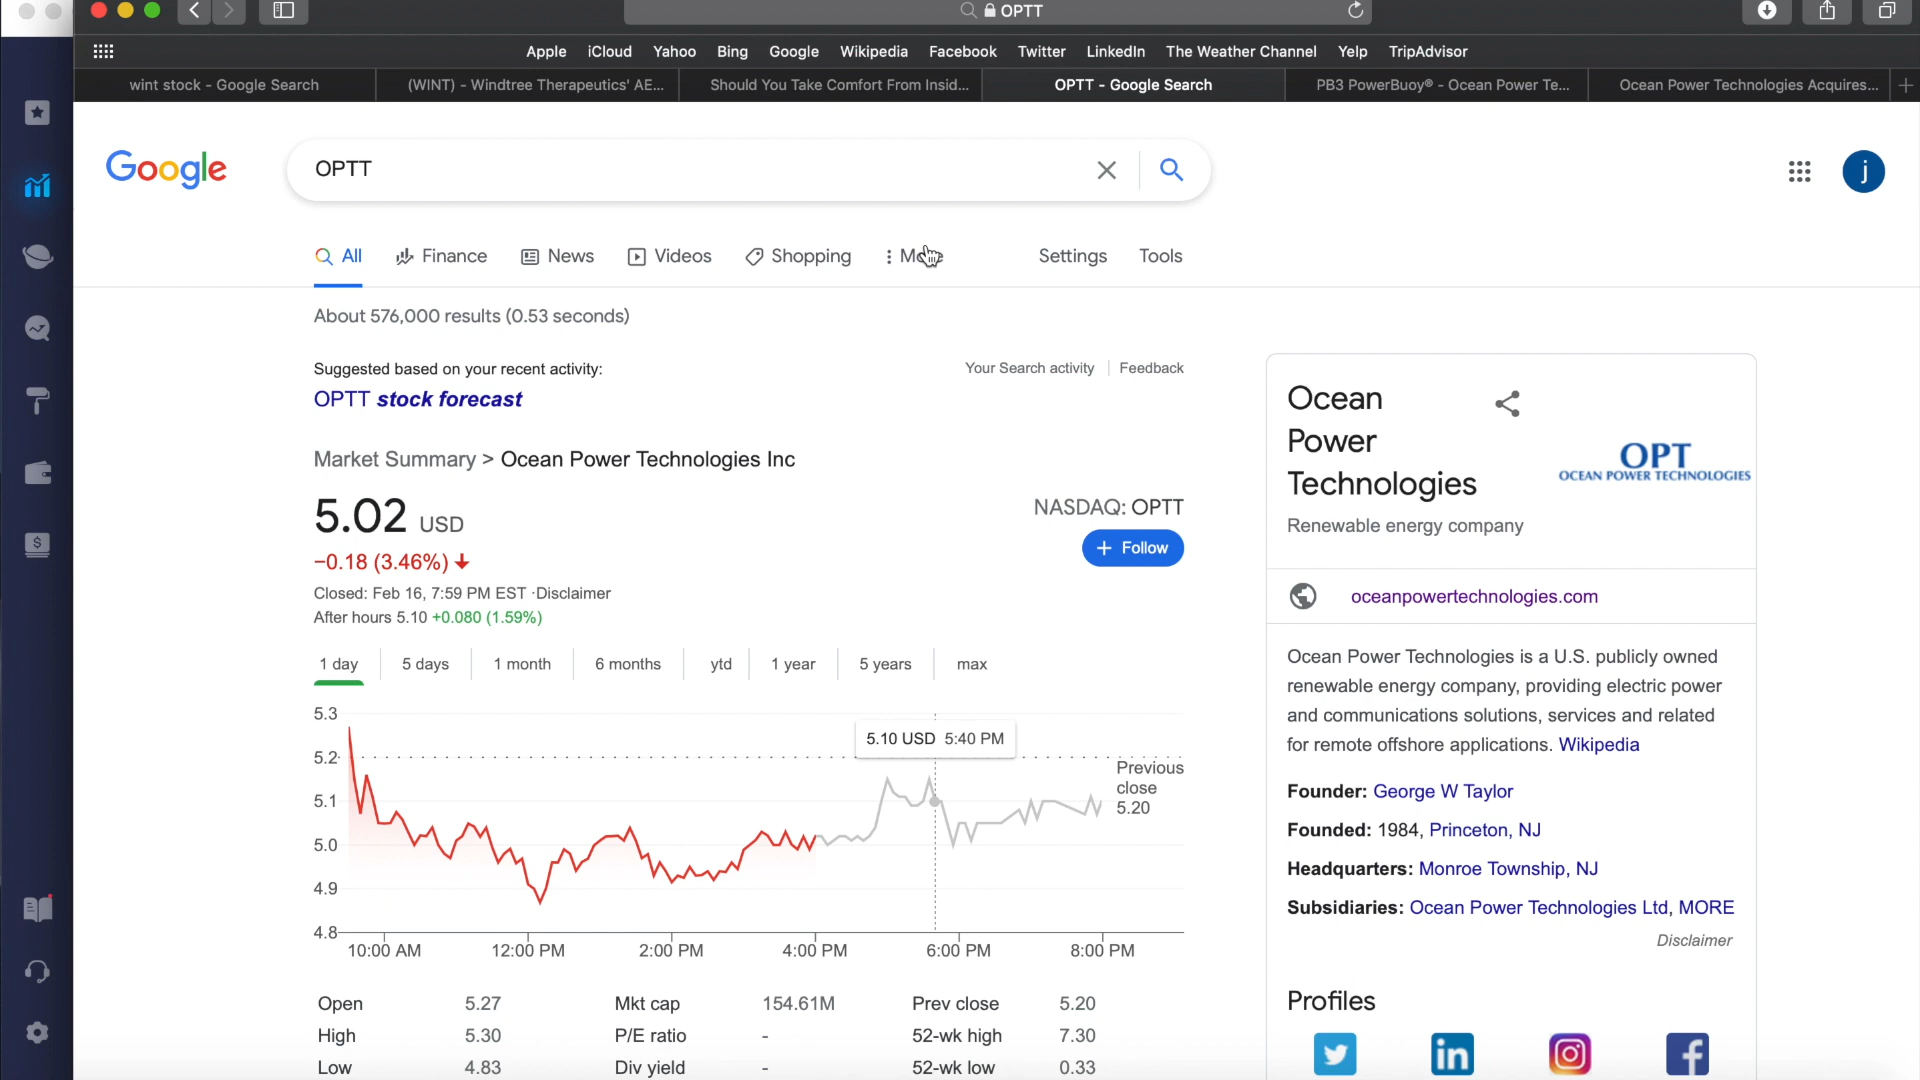 OPTT
Apple iCloud Yahoo Bing Google Wikipedia Facebook Twitter LinkedIn The Weather Channel Yelp TripAdvisor
wint stock - Google Search
(WINT) - Windtree Therapeutics' AE...
Should You Take Comfort From Insid...
OPTT - Google Search
PB3 PowerBuoy® - Ocean Power Te...
Ocean Power Technologies Acquires...
Google
OPTT
j
All Finance News Videos Shopping More Settings Tools
About 576,000 results (0.53 seconds)
Suggested based on your recent activity:
Your Search activity Feedback
OPTT stock forecast
Market Summary > Ocean Power Technologies Inc
5.02 USD
NASDAQ: OPTT
Follow
−0.18 (3.46%)
Closed: Feb 16, 7:59 PM EST ·Disclaimer
After hours 5.10 +0.080 (1.59%)
1 day 5 days 1 month 6 months ytd 1 year 5 years max
5.3
5.2
5.1
5.0
4.9
4.8
5.10 USD 5:40 PM
Previous
close
5.20
10:00 AM 12:00 PM 2:00 PM 4:00 PM 6:00 PM 8:00 PM
Open 5.27 Mkt cap 154.61M Prev close 5.20
High 5.30 P/E ratio - 52-wk high 7.30
Low 4.83 Div yield - 52-wk low 0.33
Ocean
Power
Technologies
OPT
OCEAN POWER TECHNOLOGIES
Renewable energy company
oceanpowertechnologies.com
Ocean Power Technologies is a U.S. publicly owned
renewable energy company, providing electric power
and communications solutions, services and related
for remote offshore applications. Wikipedia
Founder: George W Taylor
Founded: 1984, Princeton, NJ
Headquarters: Monroe Township, NJ
Subsidiaries: Ocean Power Technologies Ltd, MORE
Disclaimer
Profiles